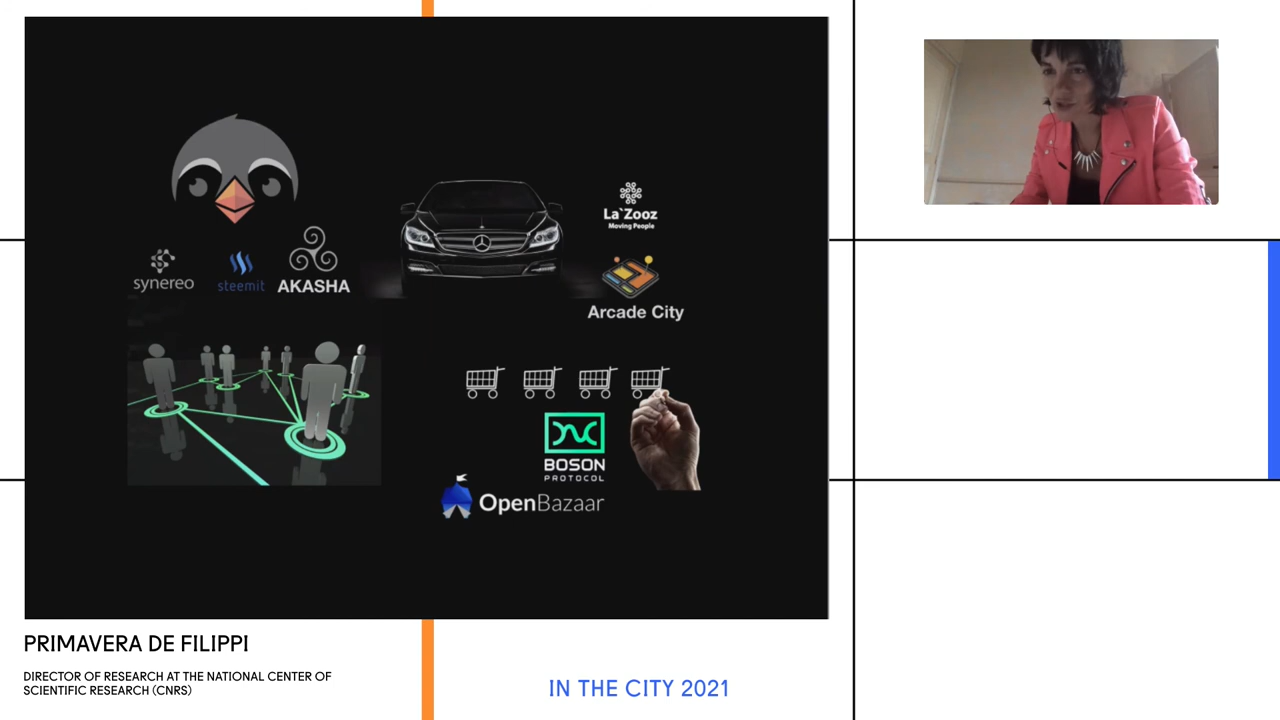 La`Zooz
Moving People
synereo
steemit
AKASHA
Arcade City
BOSON
PROTOCOL
OpenBazaar
PRIMAVERA DE FILIPPI
DIRECTOR OF RESEARCH AT THE NATIONAL CENTER OF
SCIENTIFIC RESEARCH (CNRS)
IN THE CITY 2021